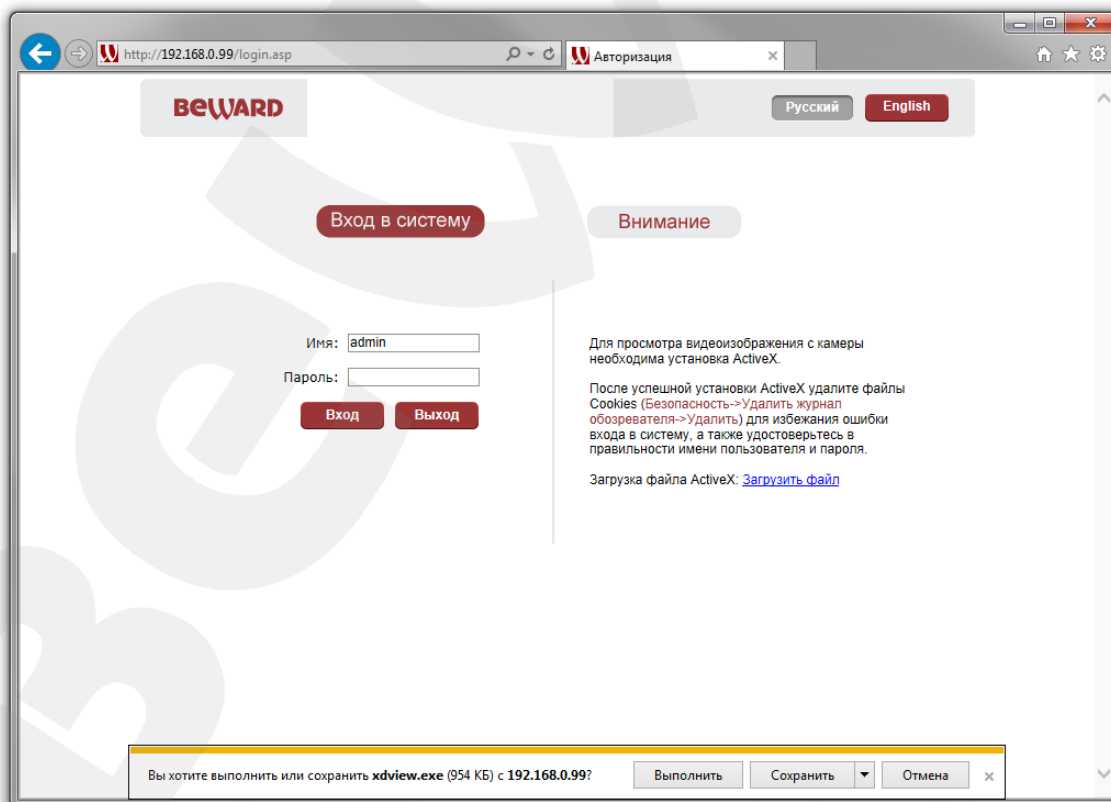 http://192.168.0.99/login.asp
Авторизация
BEWARD
Русский
English
Вход в систему
Внимание
Имя: admin
Пароль:
Вход
Выход
Для просмотра видеоизображения с камеры
необходима установка ActiveX.
После успешной установки ActiveX удалите файлы
Cookies (Безопасность->Удалить журнал
обозревателя->Удалить) для избежания ошибки
входа в систему, а также удостоверьтесь в
правильности имени пользователя и пароля.
Загрузка файла ActiveX: Загрузить файл
Вы хотите выполнить или сохранить xdview.exe (954 КБ) с 192.168.0.99?
Выполнить
Сохранить
Отмена